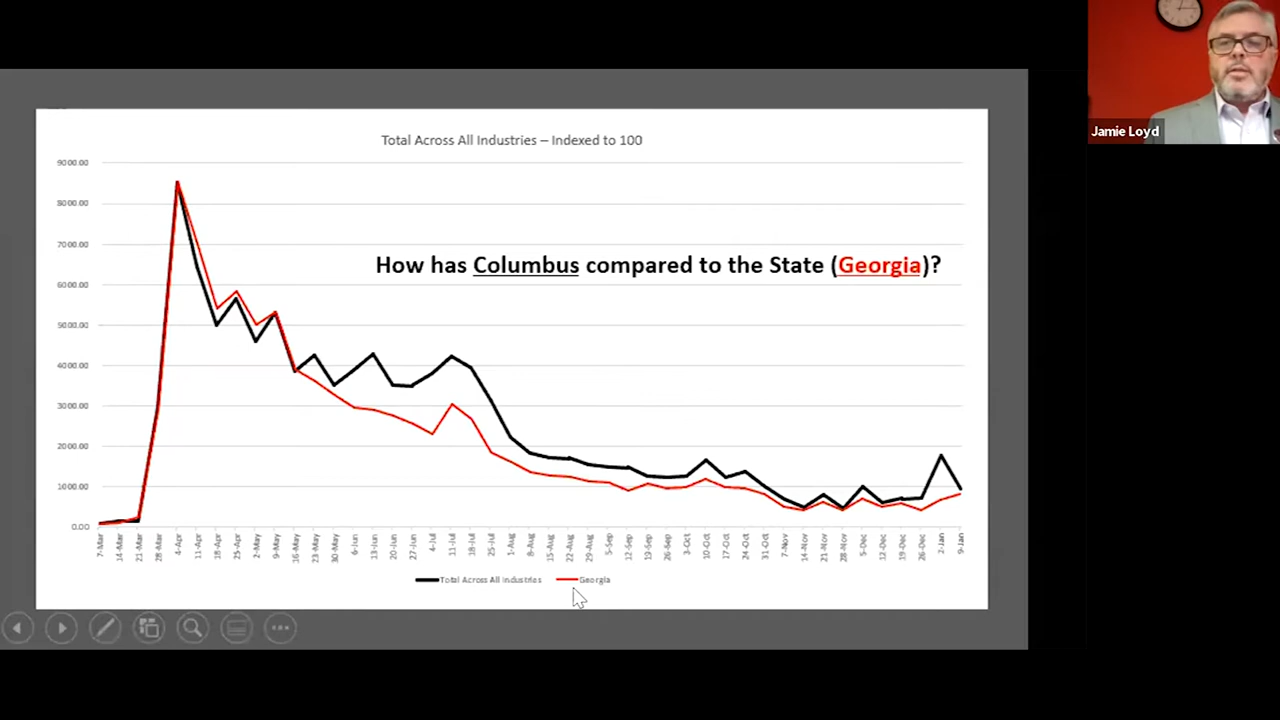 Jamie Loyd
Total Across All Industries – Indexed to 100
How has Columbus compared to the State (Georgia)?
9000.00
8000.00
7000.00
6000.00
5000.00
4000.00
3000.00
2000.00
1000.00
0.00
7-Mar
14-Mar
21-Mar
28-Mar
4-Apr
11-Apr
18-Apr
25-Apr
2-May
9-May
16-May
23-May
30-May
6-Jun
13-Jun
20-Jun
27-Jun
4-Jul
11-Jul
18-Jul
25-Jul
1-Aug
8-Aug
15-Aug
22-Aug
29-Aug
5-Sep
12-Sep
19-Sep
26-Sep
3-Oct
10-Oct
17-Oct
24-Oct
31-Oct
7-Nov
14-Nov
21-Nov
28-Nov
5-Dec
12-Dec
19-Dec
26-Dec
2-Jan
9-Jan
Total Across All Industries
Georgia